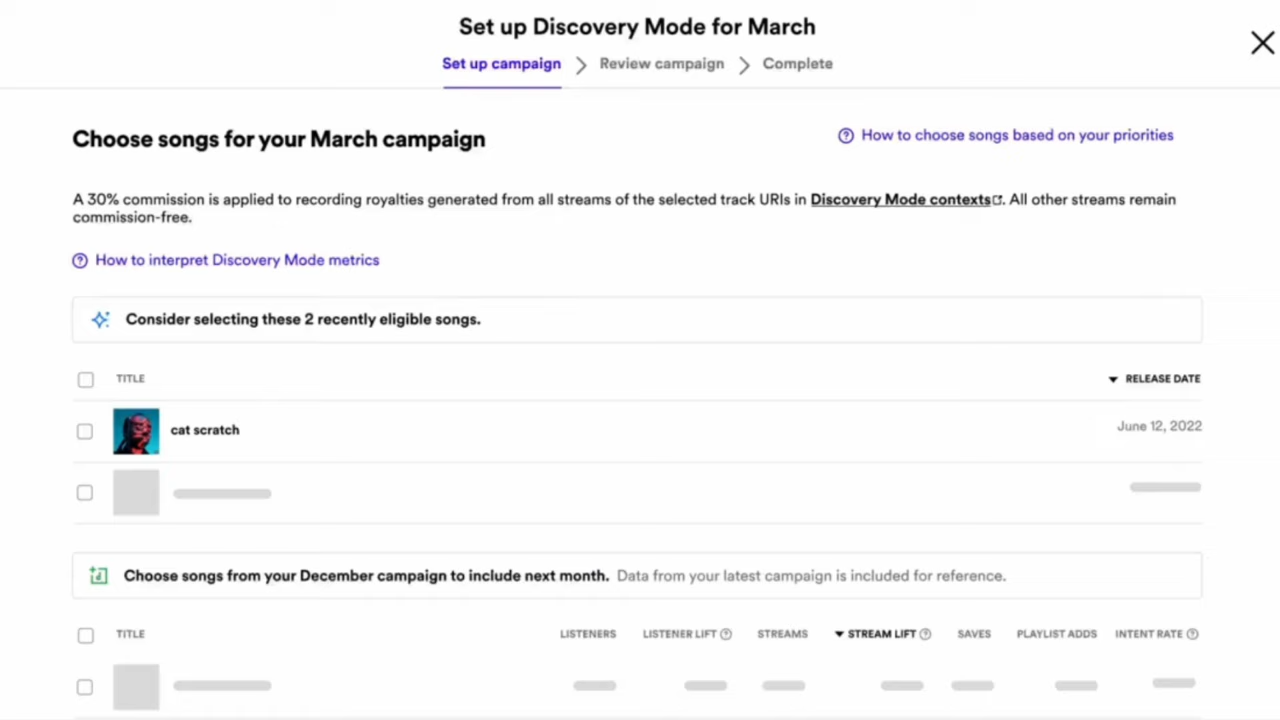 Set up Discovery Mode for March
Set up campaign
Review campaign
Complete
Choose songs for your March campaign
How to choose songs based on your priorities
A 30% commission is applied to recording royalties generated from all streams of the selected track URIs in Discovery Mode contexts. All other streams remain
commission-free.
How to interpret Discovery Mode metrics
Consider selecting these 2 recently eligible songs.
TITLE
RELEASE DATE
cat scratch
June 12, 2022
Choose songs from your December campaign to include next month. Data from your latest campaign is included for reference.
TITLE
LISTENERS
LISTENER LIFT
STREAMS
STREAM LIFT
SAVES
PLAYLIST ADDS
INTENT RATE